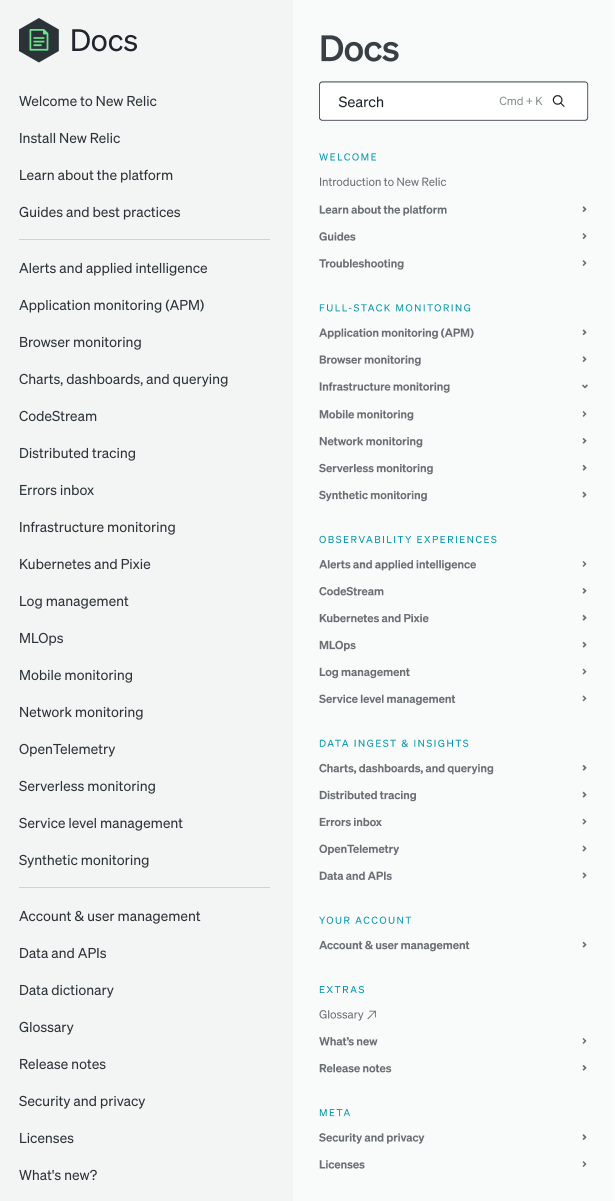 Docs
Welcome to New Relic
Install New Relic
Learn about the platform
Guides and best practices
Alerts and applied intelligence
Application monitoring (APM)
Browser monitoring
Charts, dashboards, and querying
CodeStream
Distributed tracing
Errors inbox
Infrastructure monitoring
Kubernetes and Pixie
Log management
MLOps
Mobile monitoring
Network monitoring
OpenTelemetry
Serverless monitoring
Service level management
Synthetic monitoring
Account & user management
Data and APIs
Data dictionary
Glossary
Release notes
Security and privacy
Licenses
What's new?
Docs
Search Cmd + K
WELCOME
Introduction to New Relic
Learn about the platform
Guides
Troubleshooting
FULL-STACK MONITORING
Application monitoring (APM)
Browser monitoring
Infrastructure monitoring
Mobile monitoring
Network monitoring
Serverless monitoring
Synthetic monitoring
OBSERVABILITY EXPERIENCES
Alerts and applied intelligence
CodeStream
Kubernetes and Pixie
MLOps
Log management
Service level management
DATA INGEST & INSIGHTS
Charts, dashboards, and querying
Distributed tracing
Errors inbox
OpenTelemetry
Data and APIs
YOUR ACCOUNT
Account & user management
EXTRAS
Glossary
What's new
Release notes
META
Security and privacy
Licenses